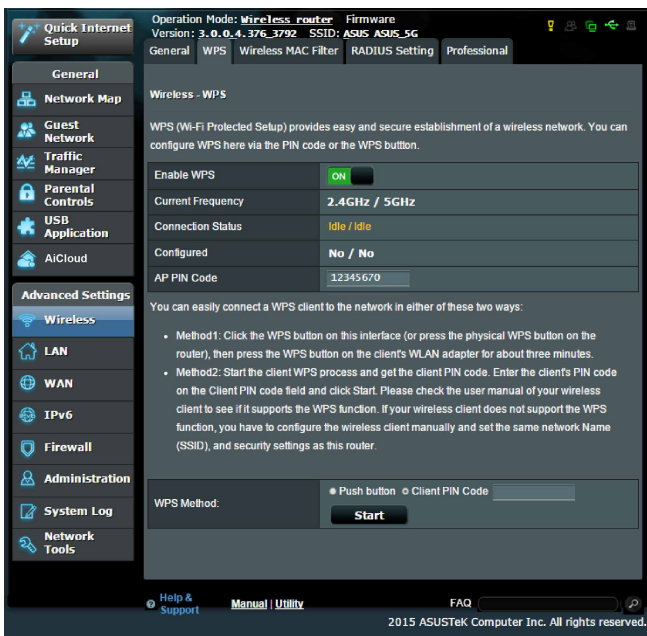 Quick Internet
Setup
Operation Mode: Wireless router Firmware
Version: 3.0.0.4.376_3792 SSID: ASUS ASUS_5G
General WPS Wireless MAC Filter RADIUS Setting Professional
General
Network Map
Guest
Network
Traffic
Manager
Parental
Controls
USB
Application
AiCloud
Advanced Settings
Wireless
LAN
WAN
IPv6
Firewall
Administration
System Log
Network
Tools
Wireless - WPS
WPS (Wi-Fi Protected Setup) provides easy and secure establishment of a wireless network. You can
configure WPS here via the PIN code or the WPS buttton.
Enable WPS ON
Current Frequency 2.4GHz / 5GHz
Connection Status Idle / Idle
Configured No / No
AP PIN Code 12345670
You can easily connect a WPS client to the network in either of these two ways:
• Method1: Click the WPS button on this interface (or press the physical WPS button on the
router), then press the WPS button on the client's WLAN adapter for about three minutes.
• Method2: Start the client WPS process and get the client PIN code. Enter the client's PIN code
on the Client PIN code field and click Start. Please check the user manual of your wireless
client to see if it supports the WPS function. If your wireless client does not support the WPS
function, you have to configure the wireless client manually and set the same network Name
(SSID), and security settings as this router.
WPS Method: Push button Client PIN Code
Start
Help &
Support
Manual | Utility
FAQ
2015 ASUSTeK Computer Inc. All rights reserved.